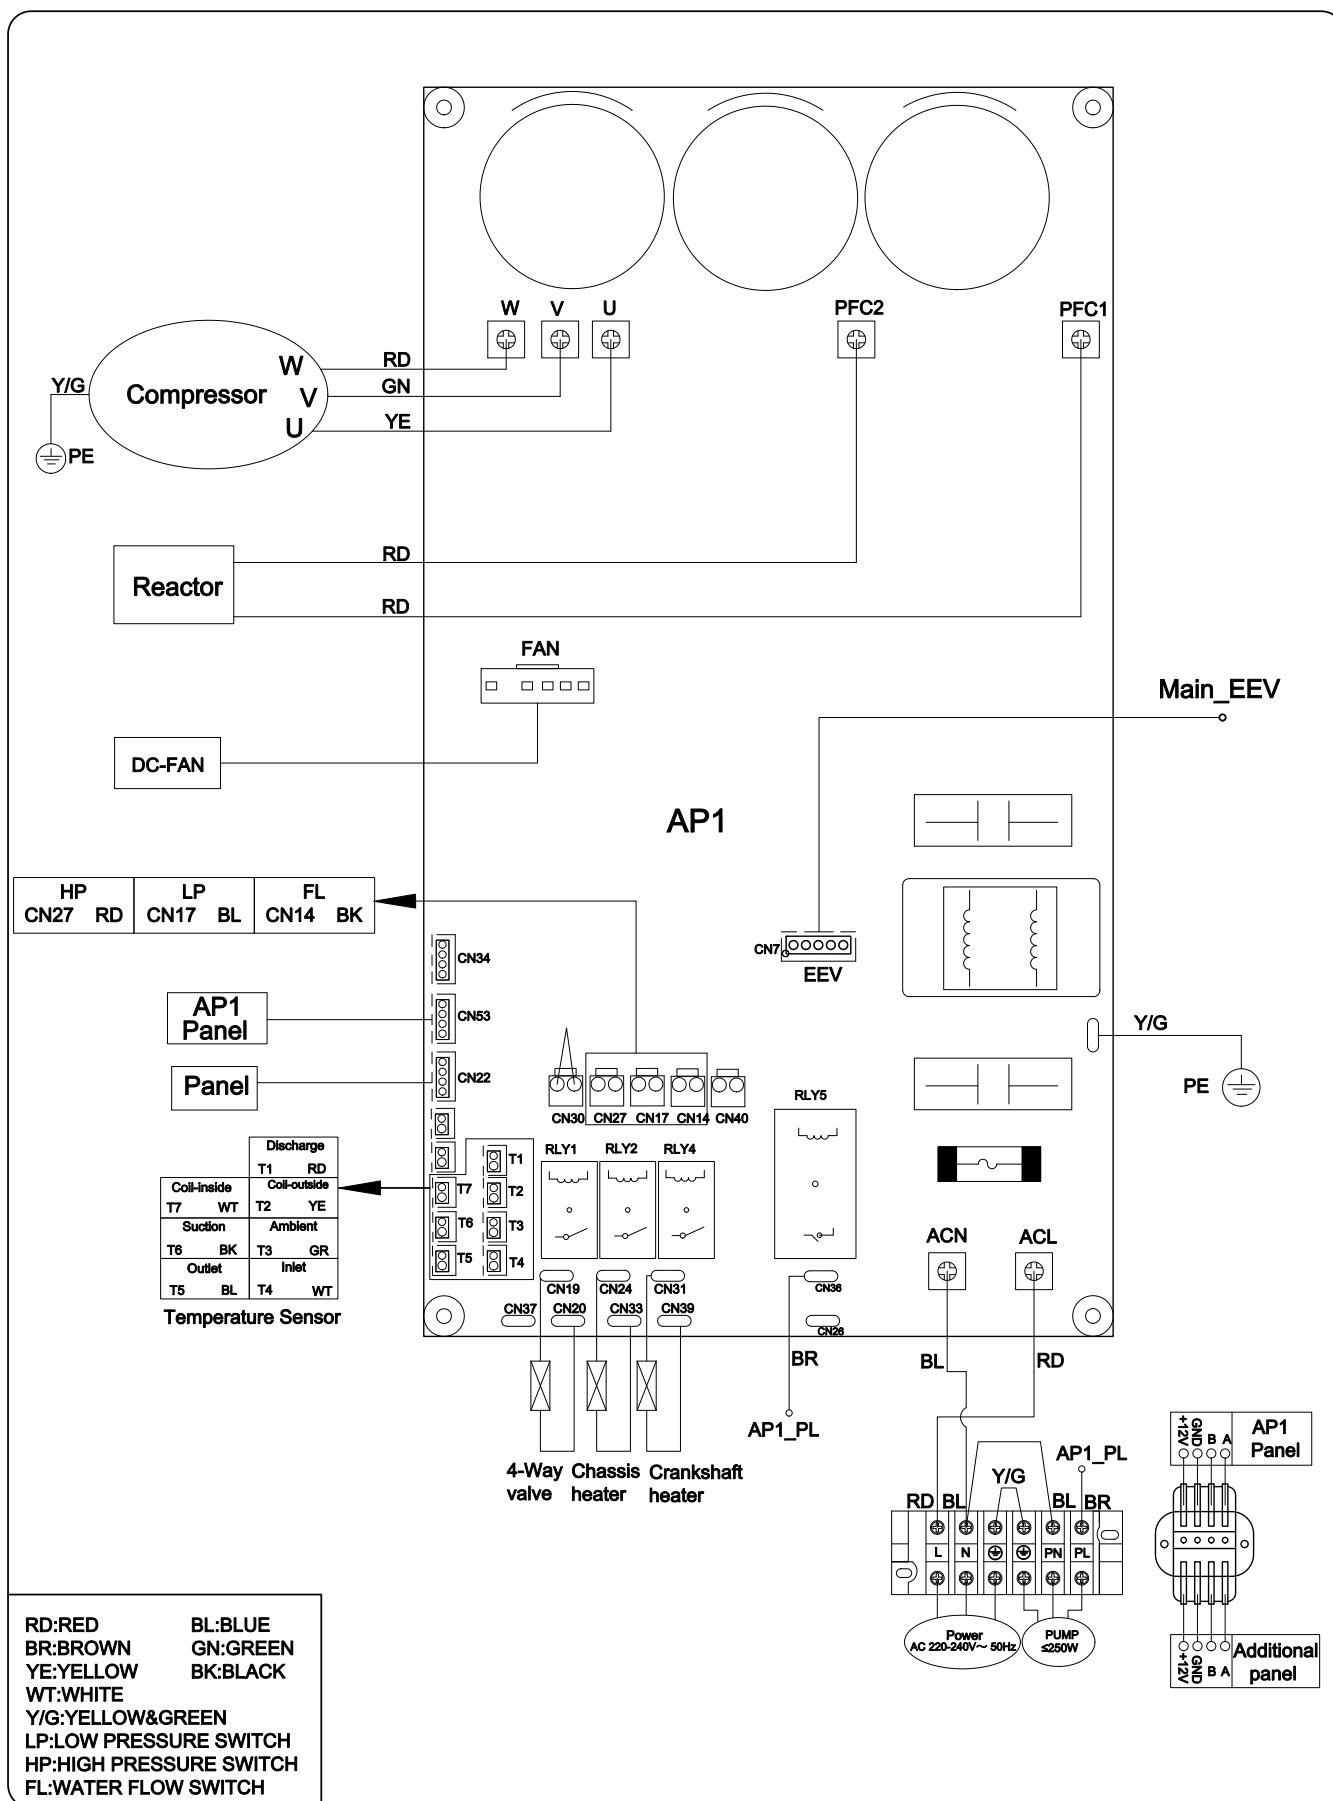 W V U PFC2 PFC1
Compressor
W
V
U
RD
GN
YE
Y/G
PE
Reactor
RD
RD
FAN
DC-FAN
Main_EEV
AP1
HP LP FL
CN27 RD CN17 BL CN14 BK
CN34
CN7
EEV
AP1
Panel
CN53
Panel
CN22
Y/G
PE
CN30 CN27 CN17 CN14 CN40
RLY5
RLY1 RLY2 RLY4
Discharge
T1 RD
Coil-inside Coil-outside
T7 WT T2 YE
Suction Ambient
T6 BK T3 GR
Outlet Inlet
T5 BL T4 WT
Temperature Sensor
T1
T7 T2
T6 T3
T5 T4
ACN ACL
CN19 CN24 CN31 CN36
CN37 CN20 CN33 CN39 CN26
BR
BL RD
AP1_PL
4-Way
valve
Chassis
heater
Crankshaft
heater
AP1_PL
Y/G
RD BL BL BR
L N PN PL
Power
AC 220-240V～ 50Hz
PUMP
≤250W
+12V GND B A
AP1
Panel
+12V GND B A
Additional
panel
RD:RED BL:BLUE
BR:BROWN GN:GREEN
YE:YELLOW BK:BLACK
WT:WHITE
Y/G:YELLOW&GREEN
LP:LOW PRESSURE SWITCH
HP:HIGH PRESSURE SWITCH
FL:WATER FLOW SWITCH